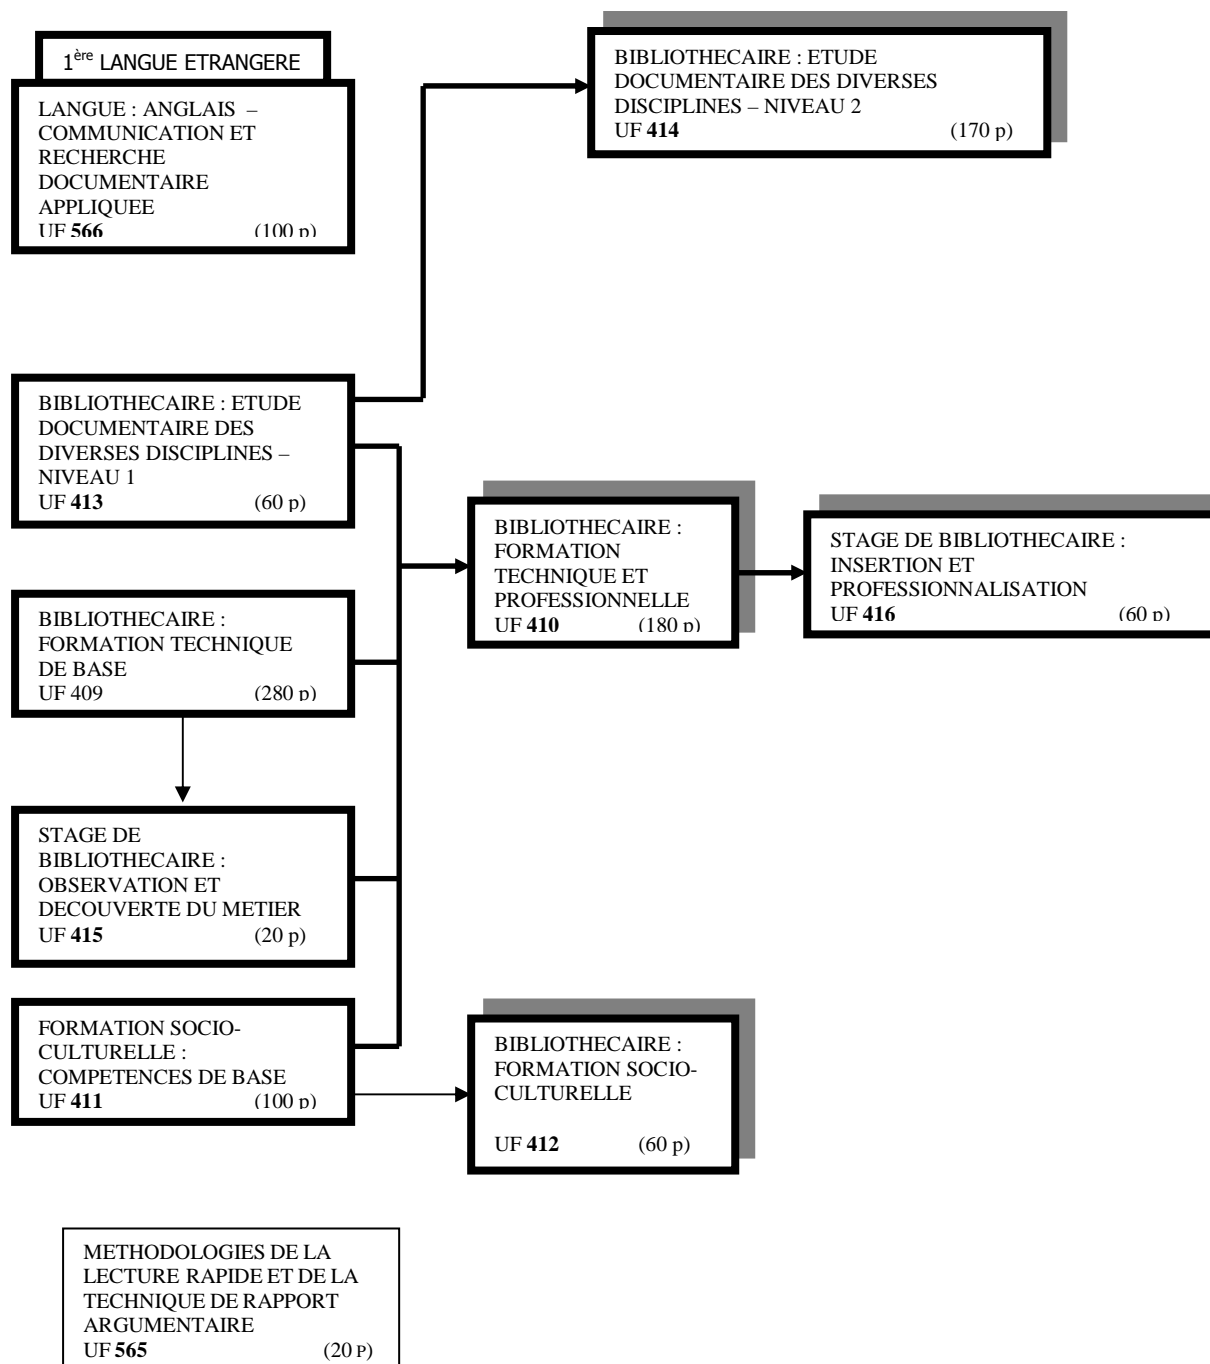 1ère LANGUE ETRANGERE
LANGUE : ANGLAIS –
COMMUNICATION ET
RECHERCHE
DOCUMENTAIRE
APPLIQUEE
UF 566 (100 p)
BIBLIOTHECAIRE : ETUDE
DOCUMENTAIRE DES DIVERSES
DISCIPLINES – NIVEAU 2
UF 414 (170 p)
BIBLIOTHECAIRE : ETUDE
DOCUMENTAIRE DES
DIVERSES DISCIPLINES –
NIVEAU 1
UF 413 (60 p)
BIBLIOTHECAIRE :
FORMATION
TECHNIQUE ET
PROFESSIONNELLE
UF 410 (180 p)
STAGE DE BIBLIOTHECAIRE :
INSERTION ET
PROFESSIONNALISATION
UF 416 (60 p)
BIBLIOTHECAIRE :
FORMATION TECHNIQUE
DE BASE
UF 409 (280 p)
STAGE DE
BIBLIOTHECAIRE :
OBSERVATION ET
DECOUVERTE DU METIER
UF 415 (20 p)
FORMATION SOCIO-
CULTURELLE :
COMPETENCES DE BASE
UF 411 (100 p)
BIBLIOTHECAIRE :
FORMATION SOCIO-
CULTURELLE
UF 412 (60 p)
METHODOLOGIES DE LA
LECTURE RAPIDE ET DE LA
TECHNIQUE DE RAPPORT
ARGUMENTAIRE
UF 565 (20 P)